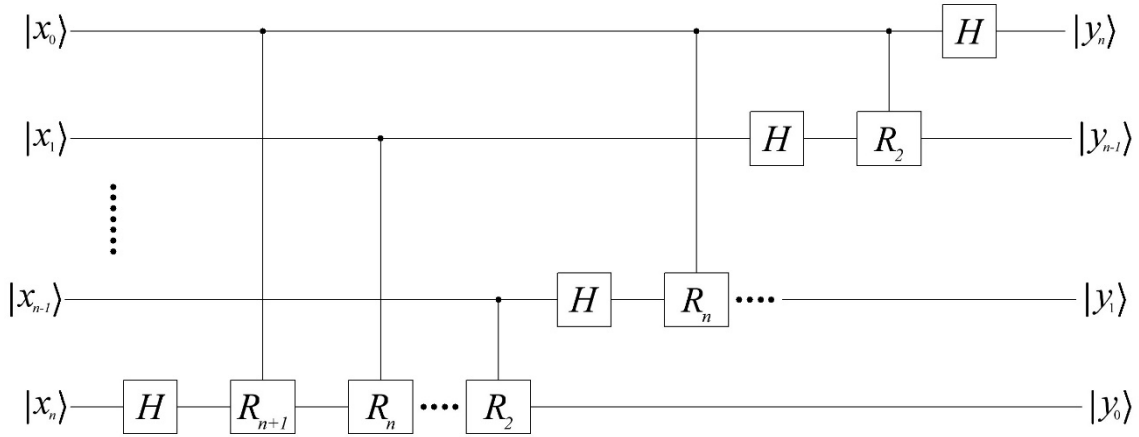 |x₀⟩ H |yₙ⟩
|x₁⟩ H R₂ |yₙ₋₁⟩
|xₙ₋₁⟩ H Rₙ |y₁⟩
|xₙ⟩ H Rₙ₊₁ Rₙ R₂ |y₀⟩